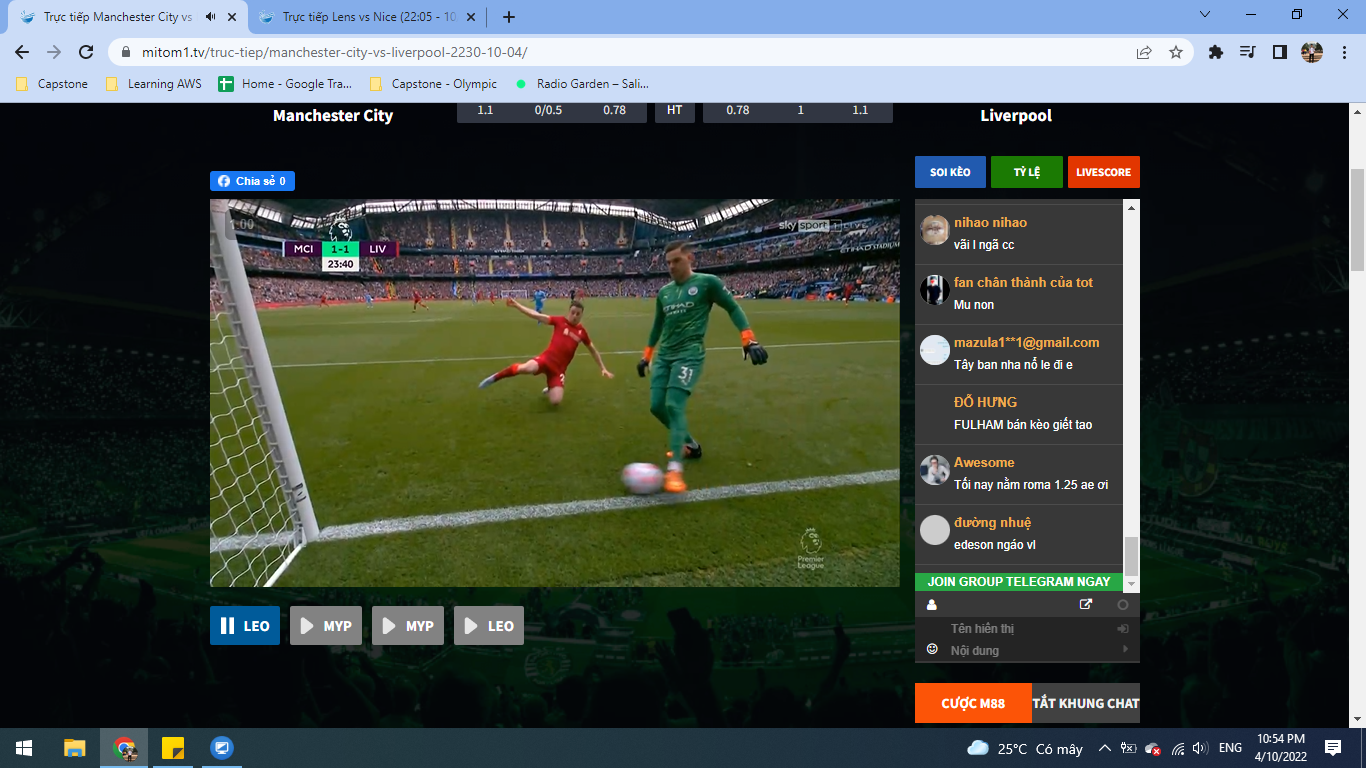 Trực tiếp Manchester City vs
Trực tiếp Lens vs Nice (22:05 - 10
mitom1.tv/truc-tiep/manchester-city-vs-liverpool-2230-10-04/
Capstone
Learning AWS
Home - Google Tra...
Capstone - Olympic
Radio Garden – Sali...
Manchester City
1.1 0/0.5 0.78
HT
0.78 1 1.1
Liverpool
Chia sẻ 0
SOI KÈO
TỶ LỆ
LIVESCORE
MCI 1-1 LIV
23:40
sky sport 1 LIVE
ETIHAD STADIUM
ETIHAD
31
Premier
League
nihao nihao
vãi l ngã cc
fan chân thành của tot
Mu non
mazula1**1@gmail.com
Tây ban nha nổ le đi e
ĐỖ HƯNG
FULHAM bán kèo giết tao
Awesome
Tối nay nằm roma 1.25 ae ơi
đường nhuệ
edeson ngáo vl
JOIN GROUP TELEGRAM NGAY
Tên hiển thị
Nội dung
LEO
MYP
MYP
LEO
CƯỢC M88
TẮT KHUNG CHAT
25°C Có mây
ENG
10:54 PM
4/10/2022